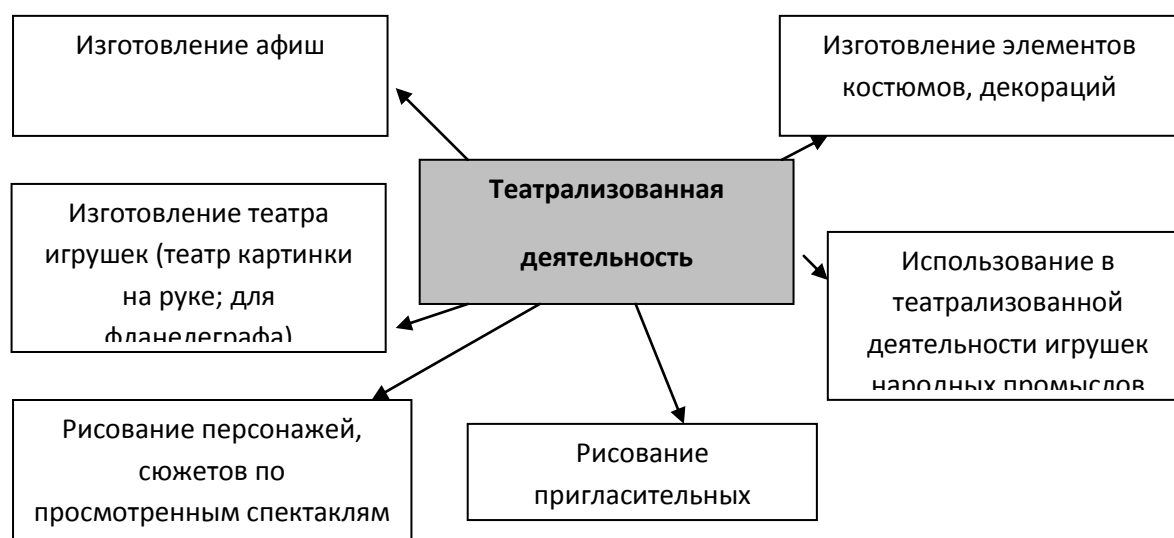 Изготовление афиш
Изготовление элементов
костюмов, декораций
Театрализованная
деятельность
Изготовление театра
игрушек (театр картинки
на руке; для
фланелеграфа)
Использование в
театрализованной
деятельности игрушек
народных промыслов
Рисование персонажей,
сюжетов по
просмотренным спектаклям
Рисование
пригласительных